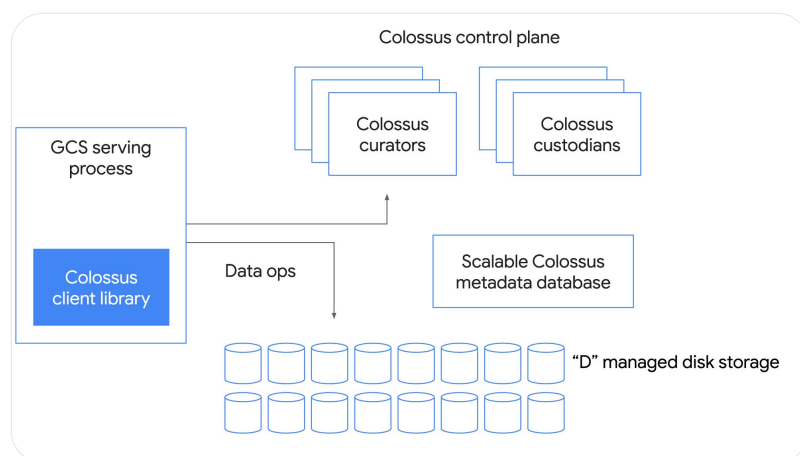 Colossus control plane
Colossus
curators
Colossus
custodians
GCS serving
process
Colossus
client library
Data ops
Scalable Colossus
metadata database
“D” managed disk storage